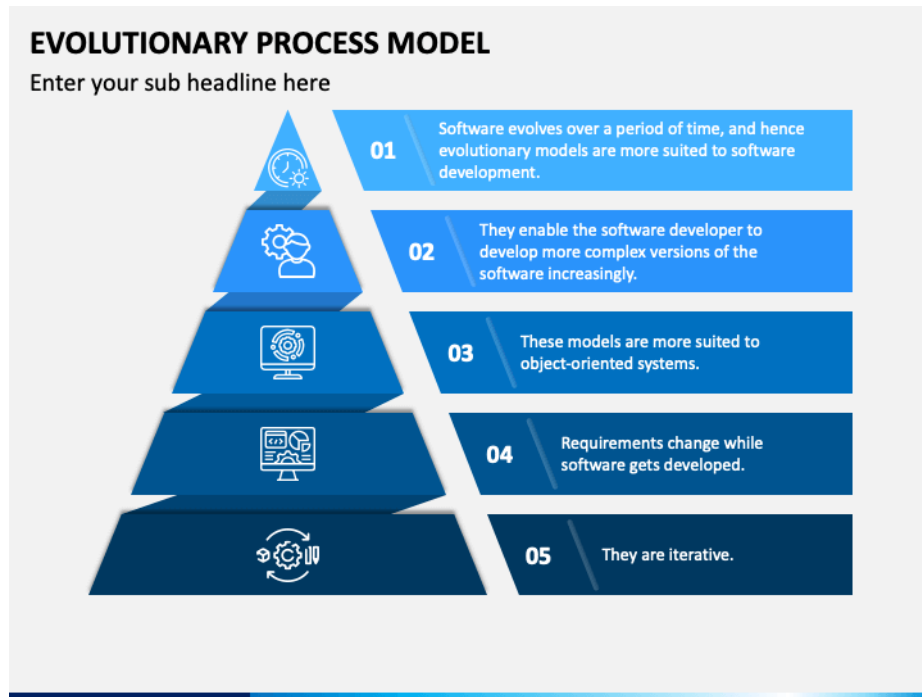 EVOLUTIONARY PROCESS MODEL
Enter your sub headline here
01
Software evolves over a period of time, and hence
evolutionary models are more suited to software
development.
02
They enable the software developer to
develop more complex versions of the
software increasingly.
03
These models are more suited to
object-oriented systems.
04
Requirements change while
software gets developed.
05
They are iterative.